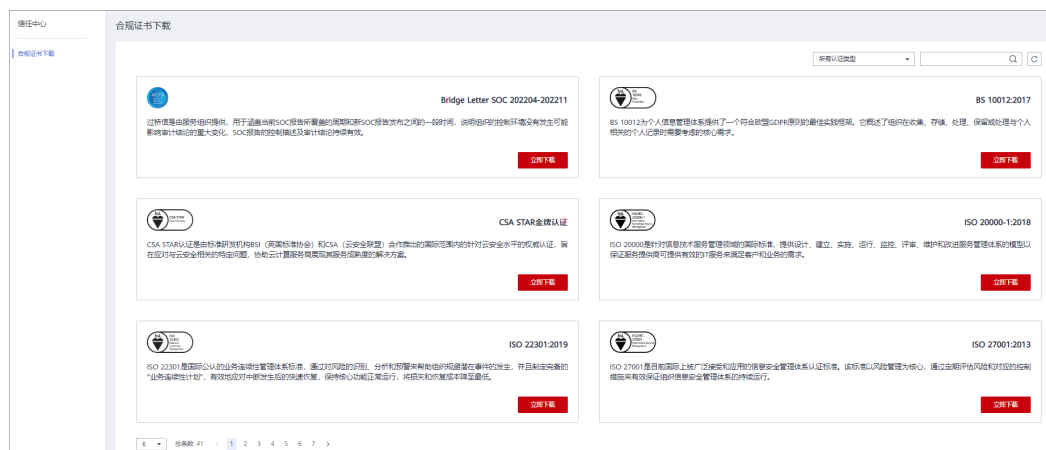 信任中心
合规证书下载
合规证书下载
所有认证类型
Bridge Letter SOC 202204-202211
过桥信是由服务组织提供，用于涵盖当前SOC报告所覆盖的周期和新SOC报告发布之间的一段时间，说明组织的控制环境没有发生可能
影响审计结论的重大变化，SOC报告的控制描述及审计结论持续有效。
立即下载
BS 10012:2017
BS 10012为个人信息管理体系提供了一个符合欧盟GDPR原则的最佳实践框架。它概述了组织在收集、存储、处理、保留或处理与个人
相关的个人记录时需要考虑的核心需求。
立即下载
CSA STAR金牌认证
CSA STAR认证是由标准研发机构BSI（英国标准协会）和CSA（云安全联盟）合作推出的国际范围内的针对云安全水平的权威认证，旨
在应对与云安全相关的特定问题，协助云计算服务商展现其服务成熟度的解决方案。
立即下载
ISO 20000-1:2018
ISO 20000是针对信息技术服务管理领域的国际标准，提供设计、建立、实施、运行、监控、评审、维护和改进服务管理体系的模型以
保证服务提供商可提供有效的IT服务来满足客户和业务的需求。
立即下载
ISO 22301:2019
ISO 22301是国际公认的业务连续性管理体系标准，通过对风险的识别、分析和预警来帮助组织规避潜在事件的发生，并且制定完备的
“业务连续性计划”，有效地应对中断发生后的快速恢复，保持核心功能正常运行，将损失和恢复成本降至最低。
立即下载
ISO 27001:2013
ISO 27001是目前国际上被广泛接受和应用的信息安全管理体系认证标准。该标准以风险管理为核心，通过定期评估风险和对应的控制
措施来有效保证组织信息安全管理体系的持续运行。
立即下载
6 总条数: 41 < 1 2 3 4 5 6 7 >